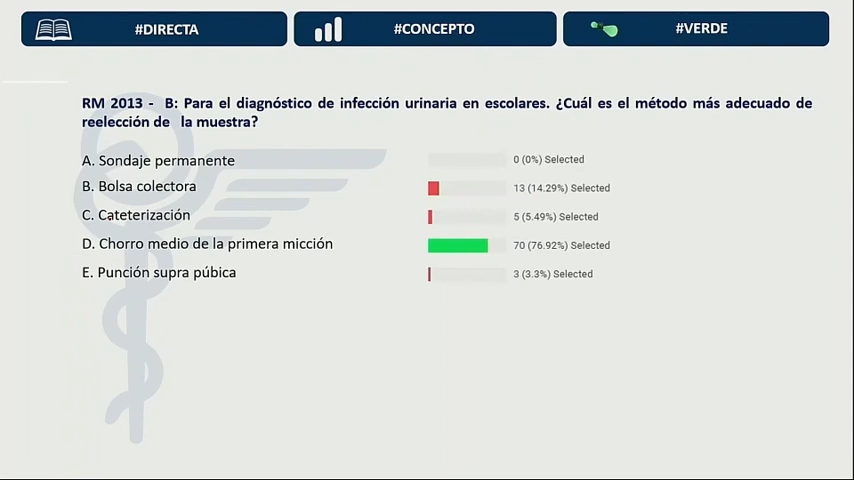 #DIRECTA
#CONCEPTO
#VERDE
RM 2013 - B: Para el diagnóstico de infección urinaria en escolares. ¿Cuál es el método más adecuado de
reelección de la muestra?
A. Sondaje permanente 0 (0%) Selected
B. Bolsa colectora 13 (14.29%) Selected
C. Cateterización 5 (5.49%) Selected
D. Chorro medio de la primera micción 70 (76.92%) Selected
E. Punción supra púbica 3 (3.3%) Selected